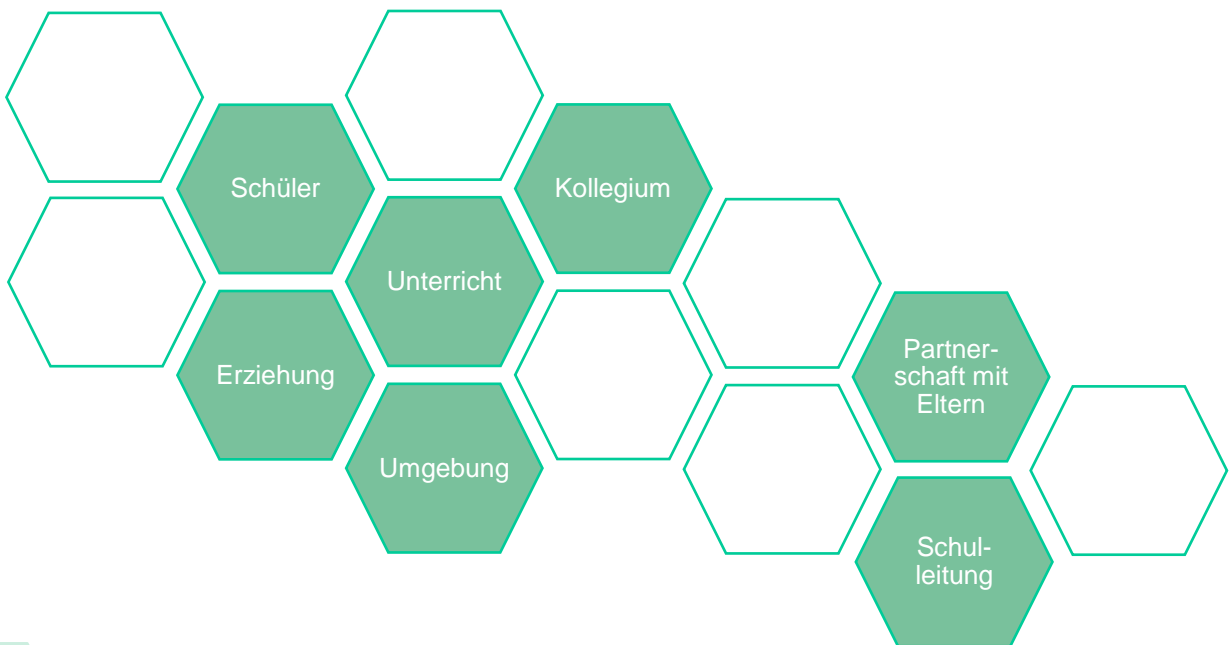 Schüler
Kollegium
Unterricht
Erziehung
Partner-
schaft mit
Eltern
Umgebung
Schul-
leitung